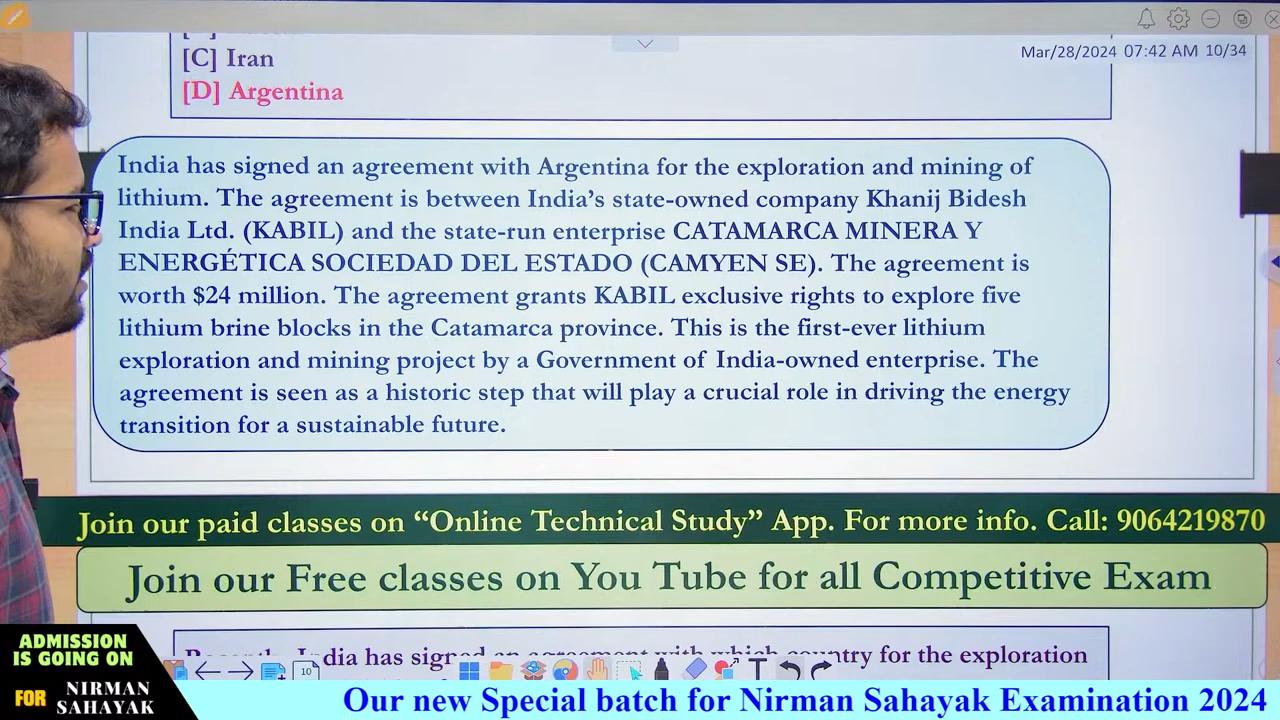 [C] Iran
Mar/28/2024 07:42 AM 10/34
[D] Argentina
India has signed an agreement with Argentina for the exploration and mining of
lithium. The agreement is between India's state-owned company Khanij Bidesh
India Ltd. (KABIL) and the state-run enterprise CATAMARCA MINERA Y
ENERGÉTICA SOCIEDAD DEL ESTADO (CAMYEN SE). The agreement is
worth $24 million. The agreement grants KABIL exclusive rights to explore five
lithium brine blocks in the Catamarca province. This is the first-ever lithium
exploration and mining project by a Government of India-owned enterprise. The
agreement is seen as a historic step that will play a crucial role in driving the energy
transition for a sustainable future.
Join our paid classes on “Online Technical Study” App. For more info. Call: 9064219870
Join our Free classes on You Tube for all Competitive Exam
India has signed an agreement with which country for the exploration
10
ADMISSION
IS GOING ON
FOR NIRMAN
SAHAYAK
Our new Special batch for Nirman Sahayak Examination 2024